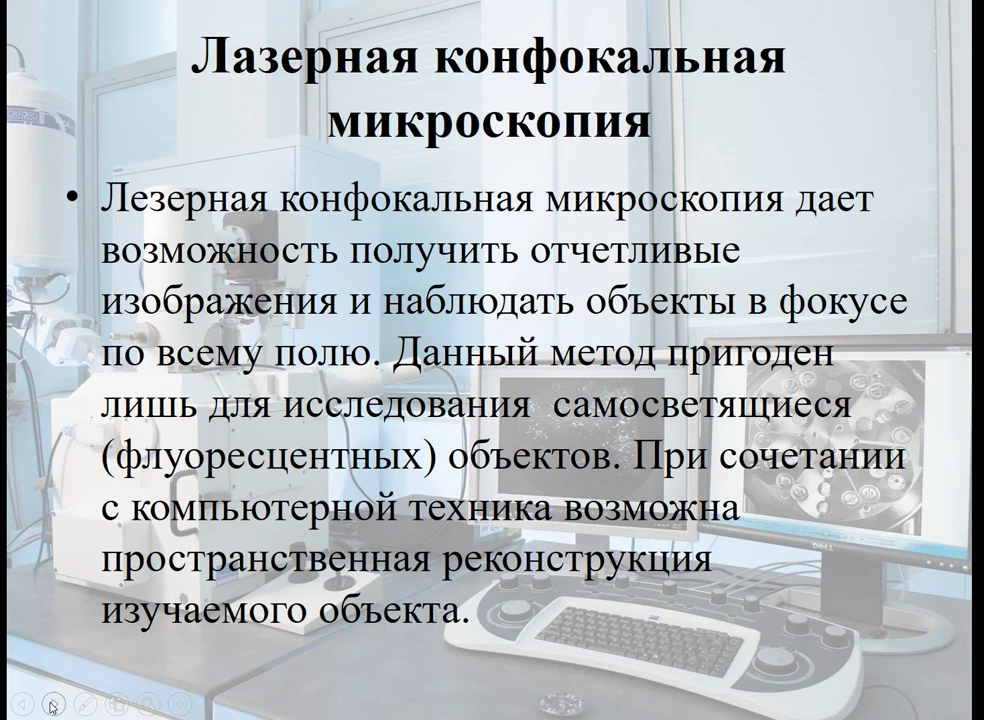 Лазерная конфокальная
микроскопия
• Лезерная конфокальная микроскопия дает
возможность получить отчетливые
изображения и наблюдать объекты в фокусе
по всему полю. Данный метод пригоден
лишь для исследования  самосветящиеся
(флуоресцентных) объектов. При сочетании
с компьютерной техника возможна
пространственная реконструкция
изучаемого объекта.
DELL